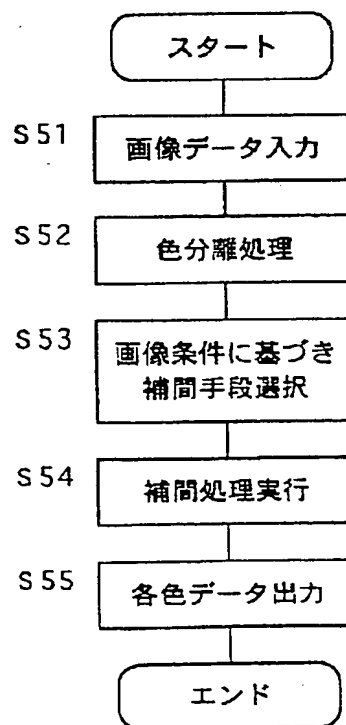 スタート
S51
画像データ入力
S52
色分離処理
S53
画像条件に基づき
補間手段選択
S54
補間処理実行
S55
各色データ出力
エンド